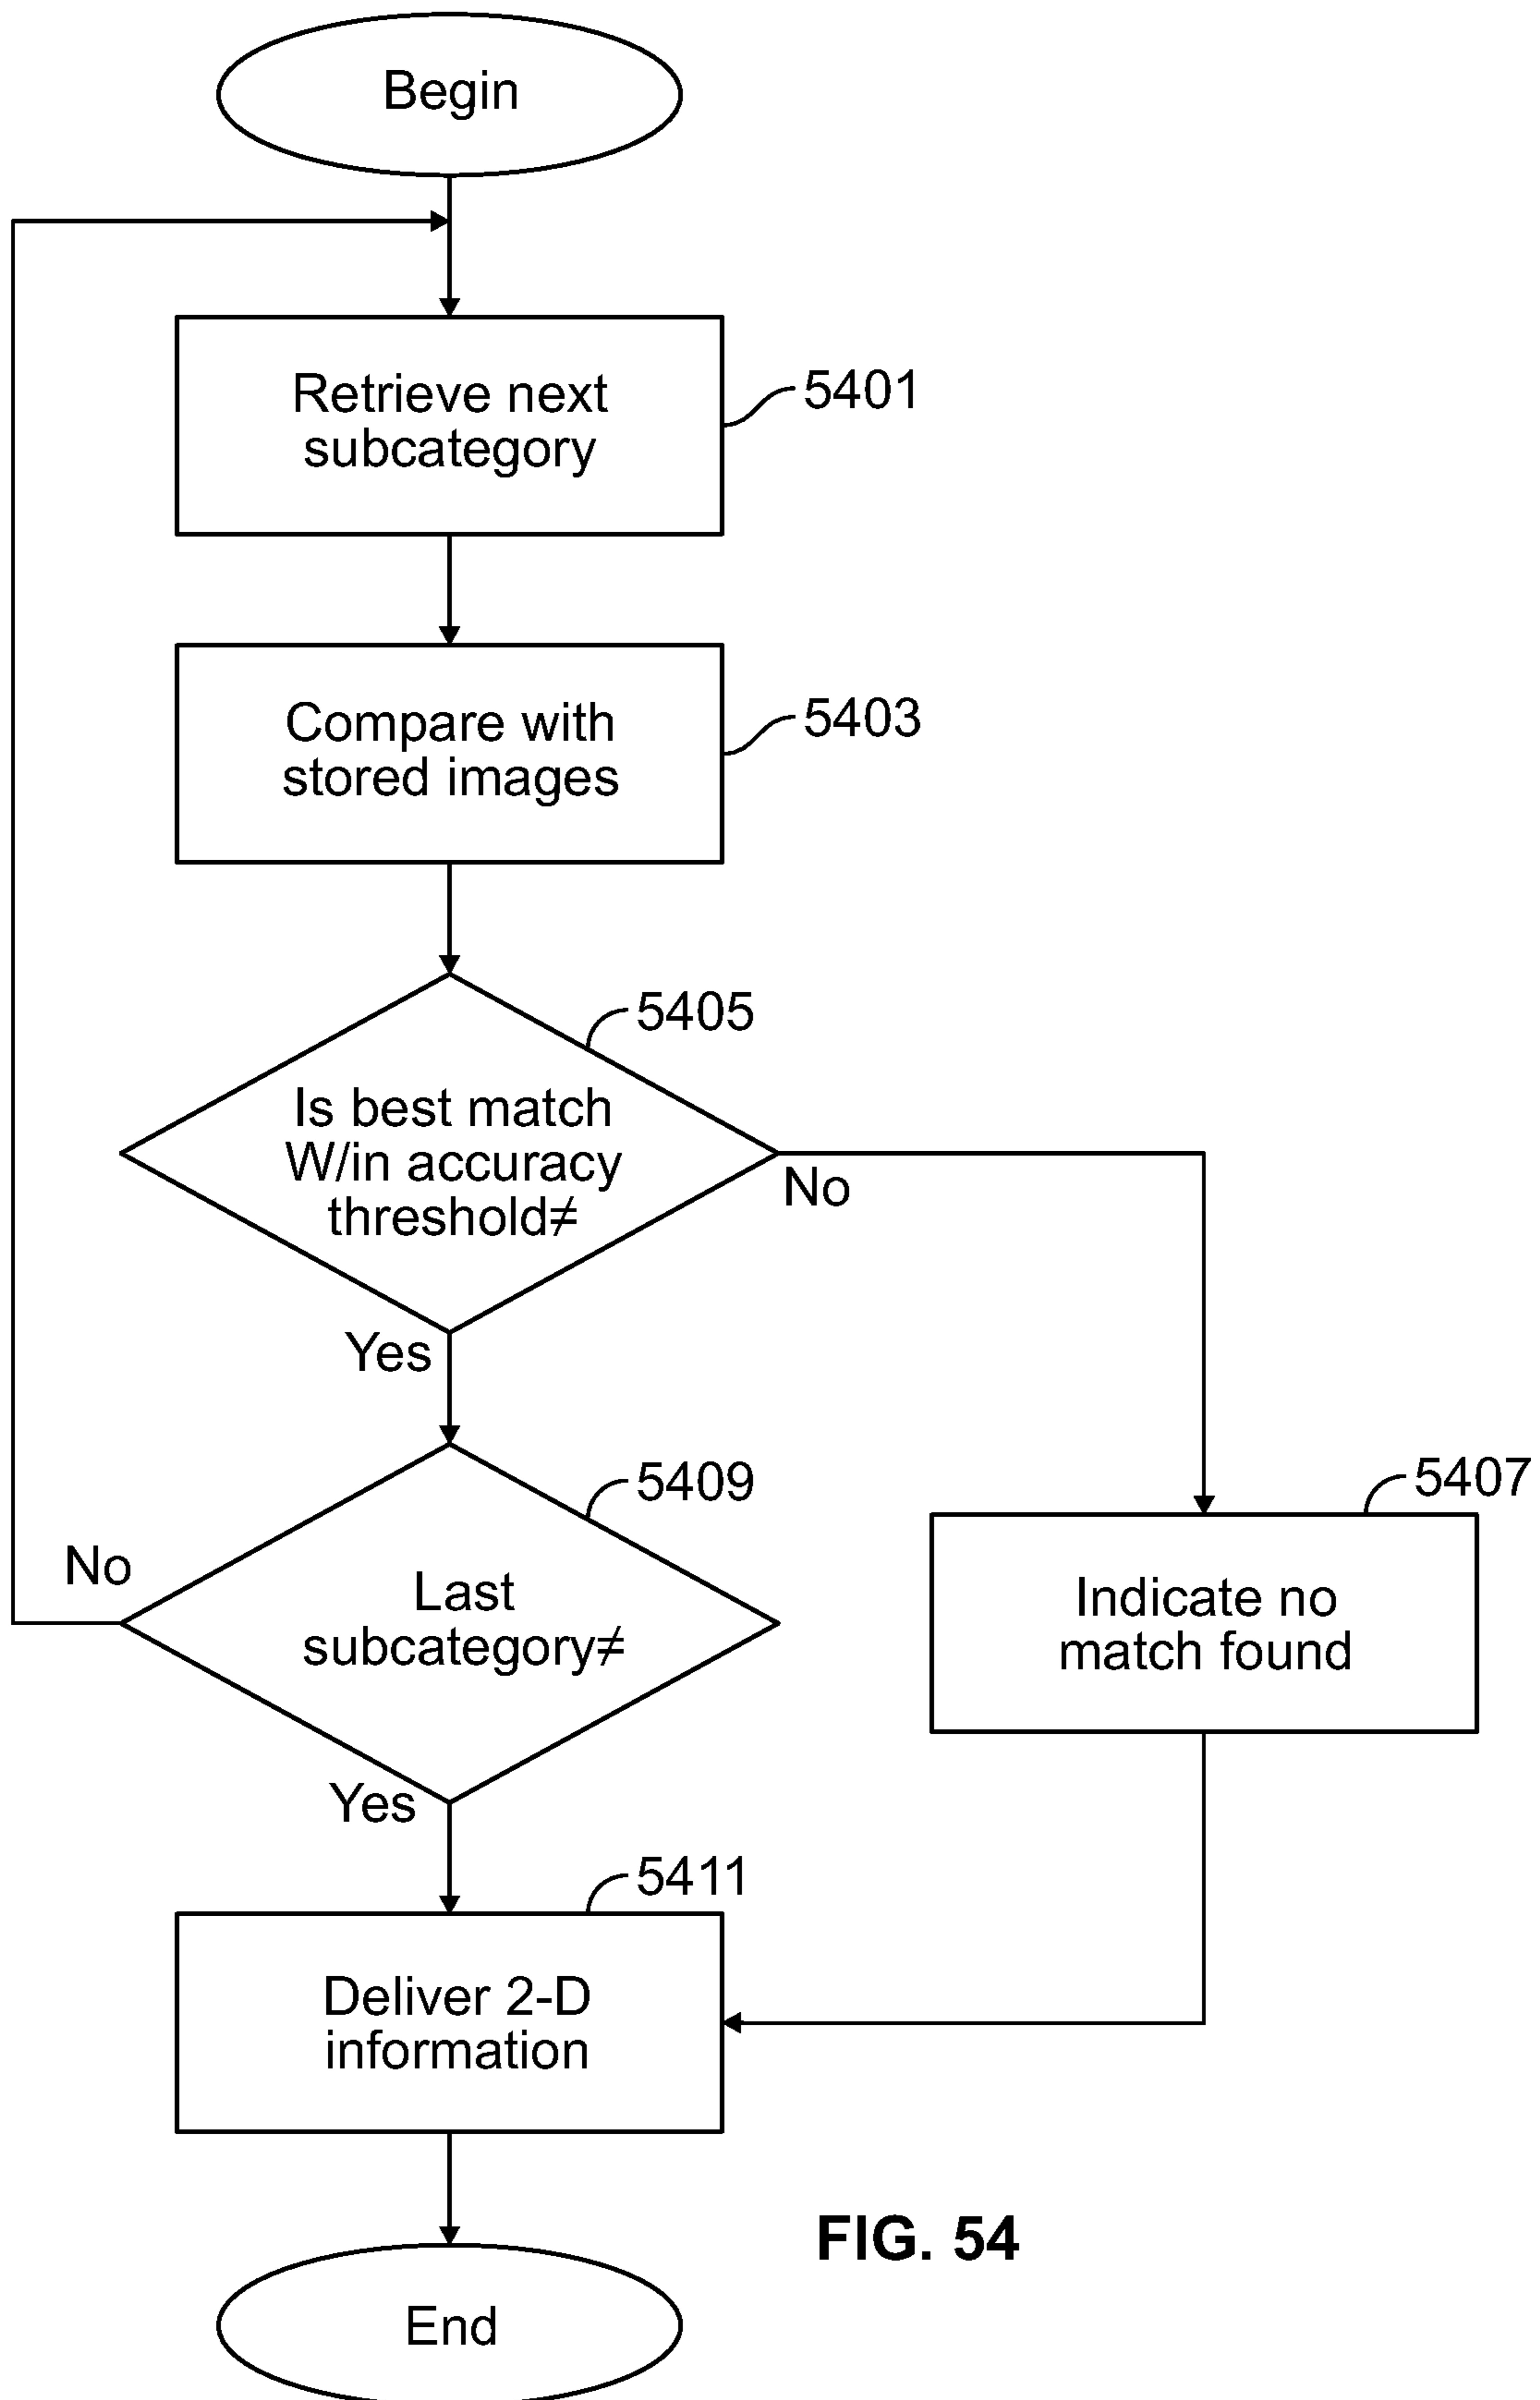 Begin
Retrieve next
subcategory
5401
Compare with
stored images
5403
5405
Is best match
W/in accuracy
threshold≠
No
Yes
5409
Last
subcategory≠
No
Yes
5407
Indicate no
match found
5411
Deliver 2-D
information
End
FIG. 54